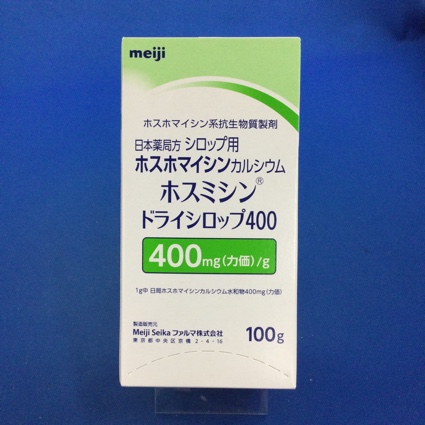 meiji
ホスホマイシン系抗生物質製剤
日本薬局方 シロップ用
ホスホマイシンカルシウム
ホスミシン®
ドライシロップ400
400mg(力価)/g
1g中 日局ホスホマイシンカルシウム水和物400mg(力価)
製造販売元
Meiji Seika ファルマ株式会社
東京都中央区京橋 2-4-16
100g